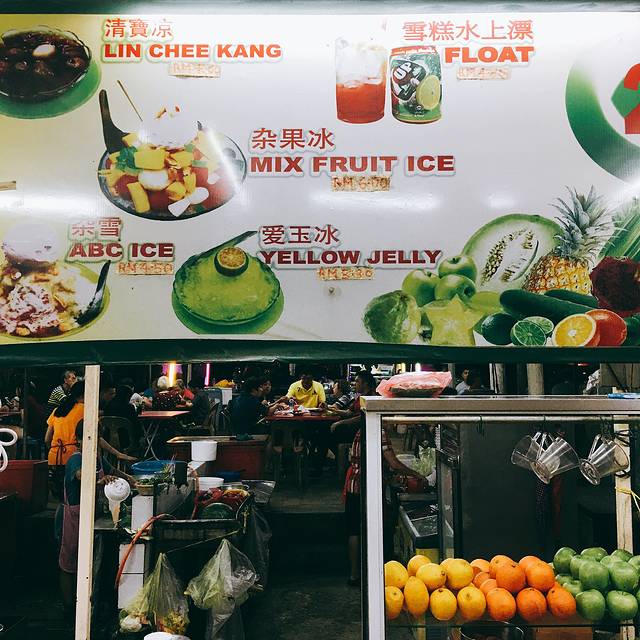 清寶凉
LIN CHEE KANG
雪糕水上漂
FLOAT
杂果冰
MIX FRUIT ICE
RM 6.00
杂雪
ABC ICE
RM 4.50
爱玉冰
YELLOW JELLY